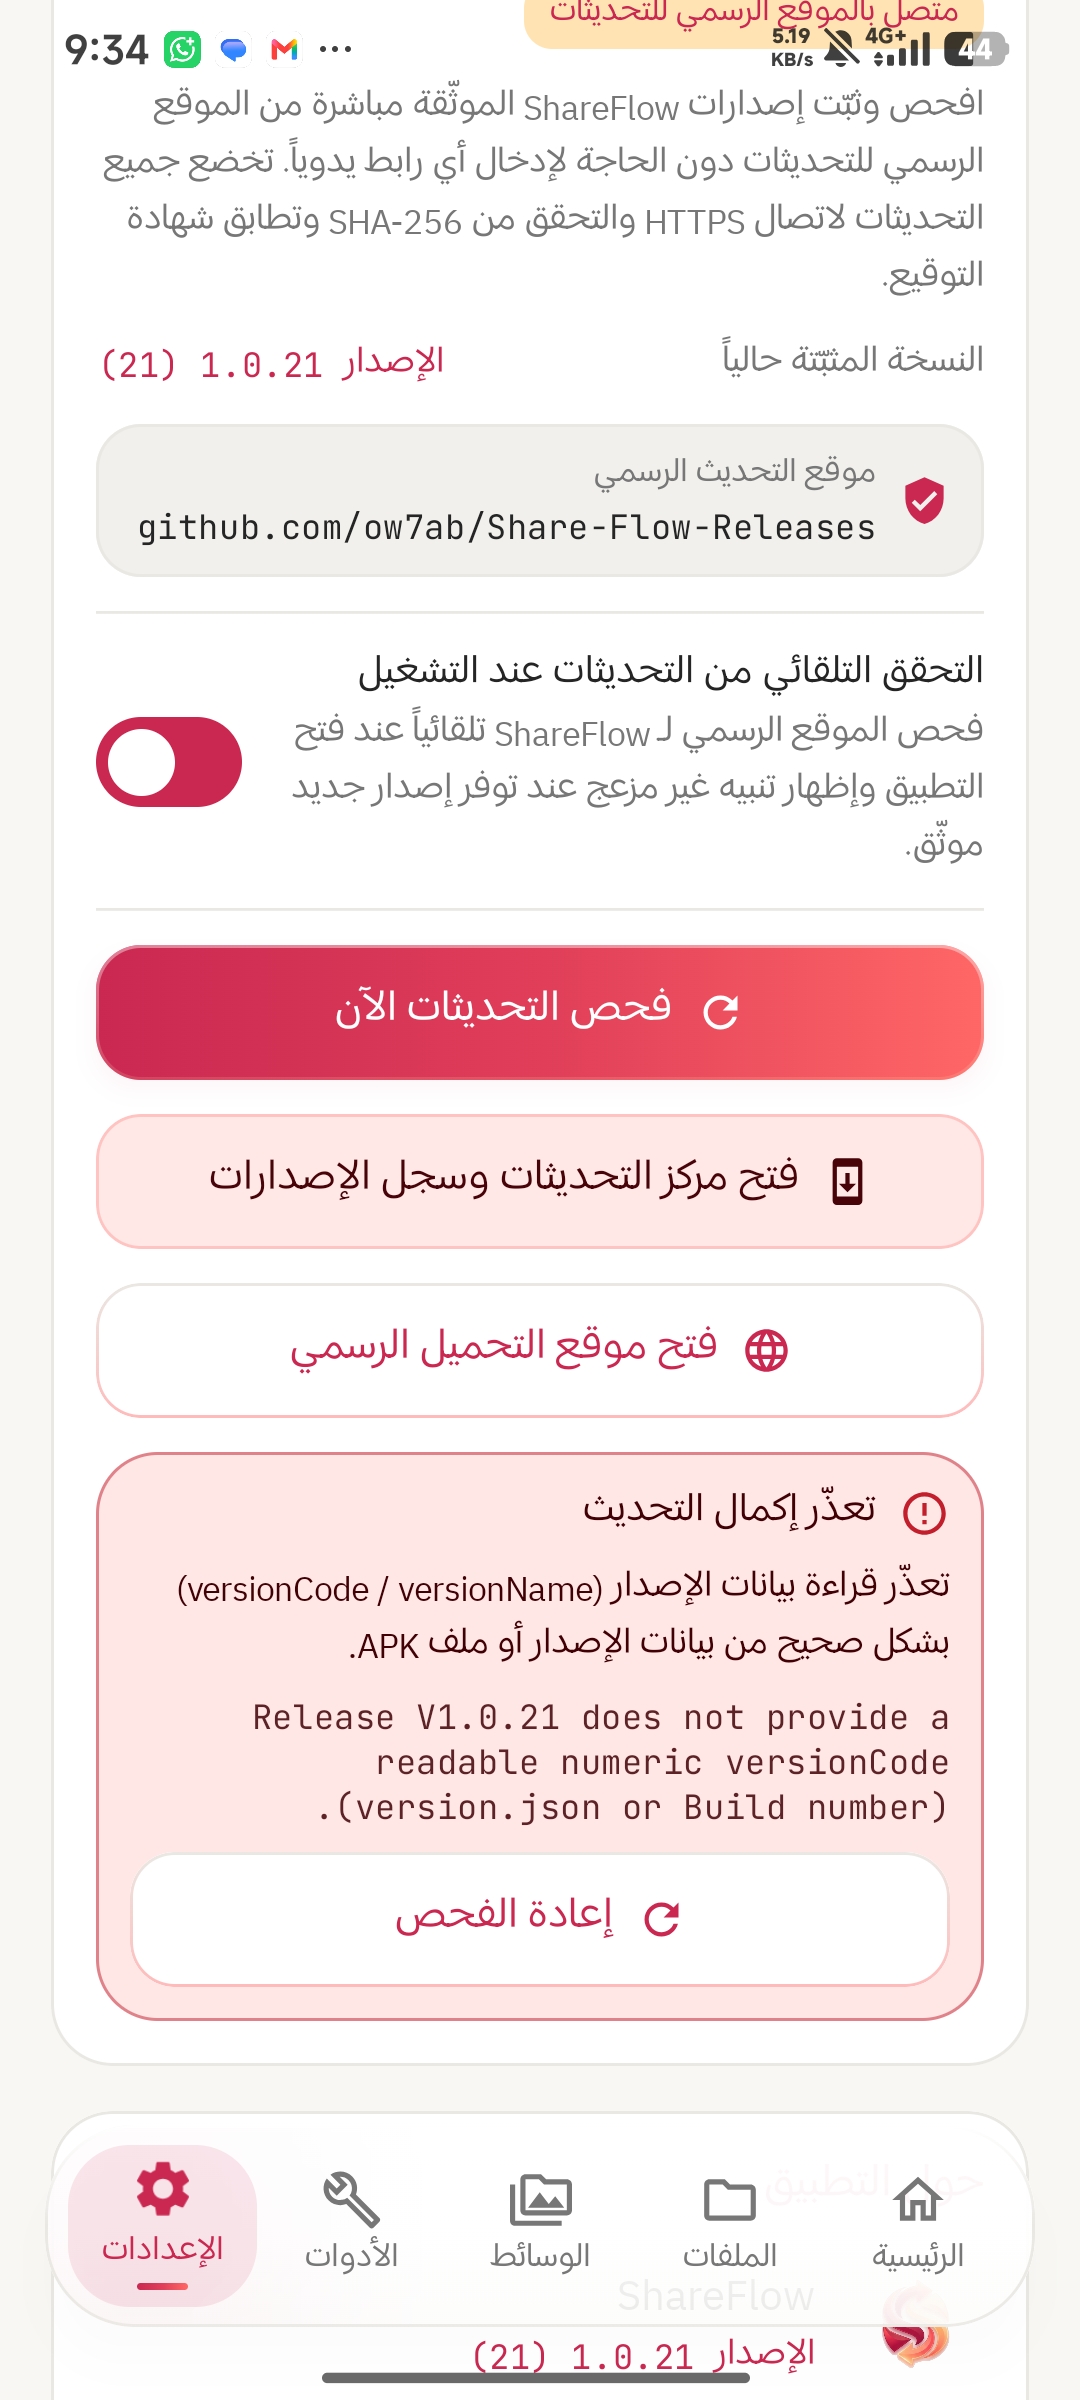 متصل بالموقع الرسمي للتحديثات
9:34
5.19 KB/s
4G+
44
افحص وثبّت إصدارات ShareFlow الموثّقة مباشرة من الموقع
الرسمي للتحديثات دون الحاجة لإدخال أي رابط يدوياً. تخضع جميع
التحديثات لاتصال HTTPS والتحقق من SHA-256 وتطابق شهادة
التوقيع.
النسخة المثبّتة حالياً
الإصدار 1.0.21 (21)
موقع التحديث الرسمي
github.com/ow7ab/Share-Flow-Releases
التحقق التلقائي من التحديثات عند التشغيل
فحص الموقع الرسمي لـ ShareFlow تلقائياً عند فتح
التطبيق وإظهار تنبيه غير مزعج عند توفر إصدار جديد
موثّق.
فحص التحديثات الآن
فتح مركز التحديثات وسجل الإصدارات
فتح موقع التحميل الرسمي
تعذّر إكمال التحديث
تعذّر قراءة بيانات الإصدار (versionCode / versionName)
بشكل صحيح من بيانات الإصدار أو ملف APK.
Release V1.0.21 does not provide a
readable numeric versionCode
(version.json or Build number).
إعادة الفحص
حول التطبيق
الرئيسية
الملفات
الوسائط
الأدوات
الإعدادات
ShareFlow
الإصدار 1.0.21 (21)